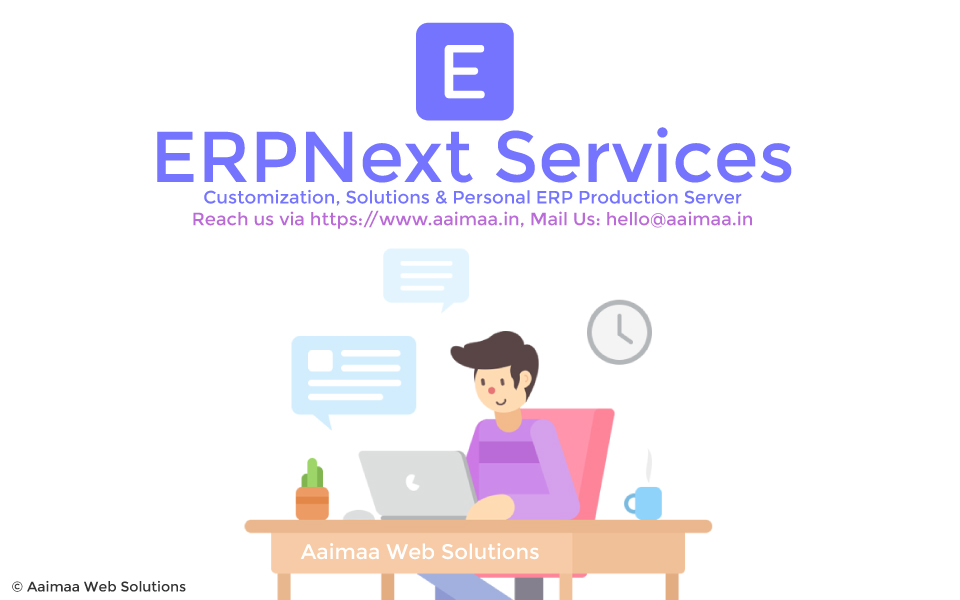 E
ERPNext Services
Customization, Solutions & Personal ERP Production Server
Reach us via https://www.aaimaa.in, Mail Us: hello@aaimaa.in
Aaimaa Web Solutions
© Aaimaa Web Solutions